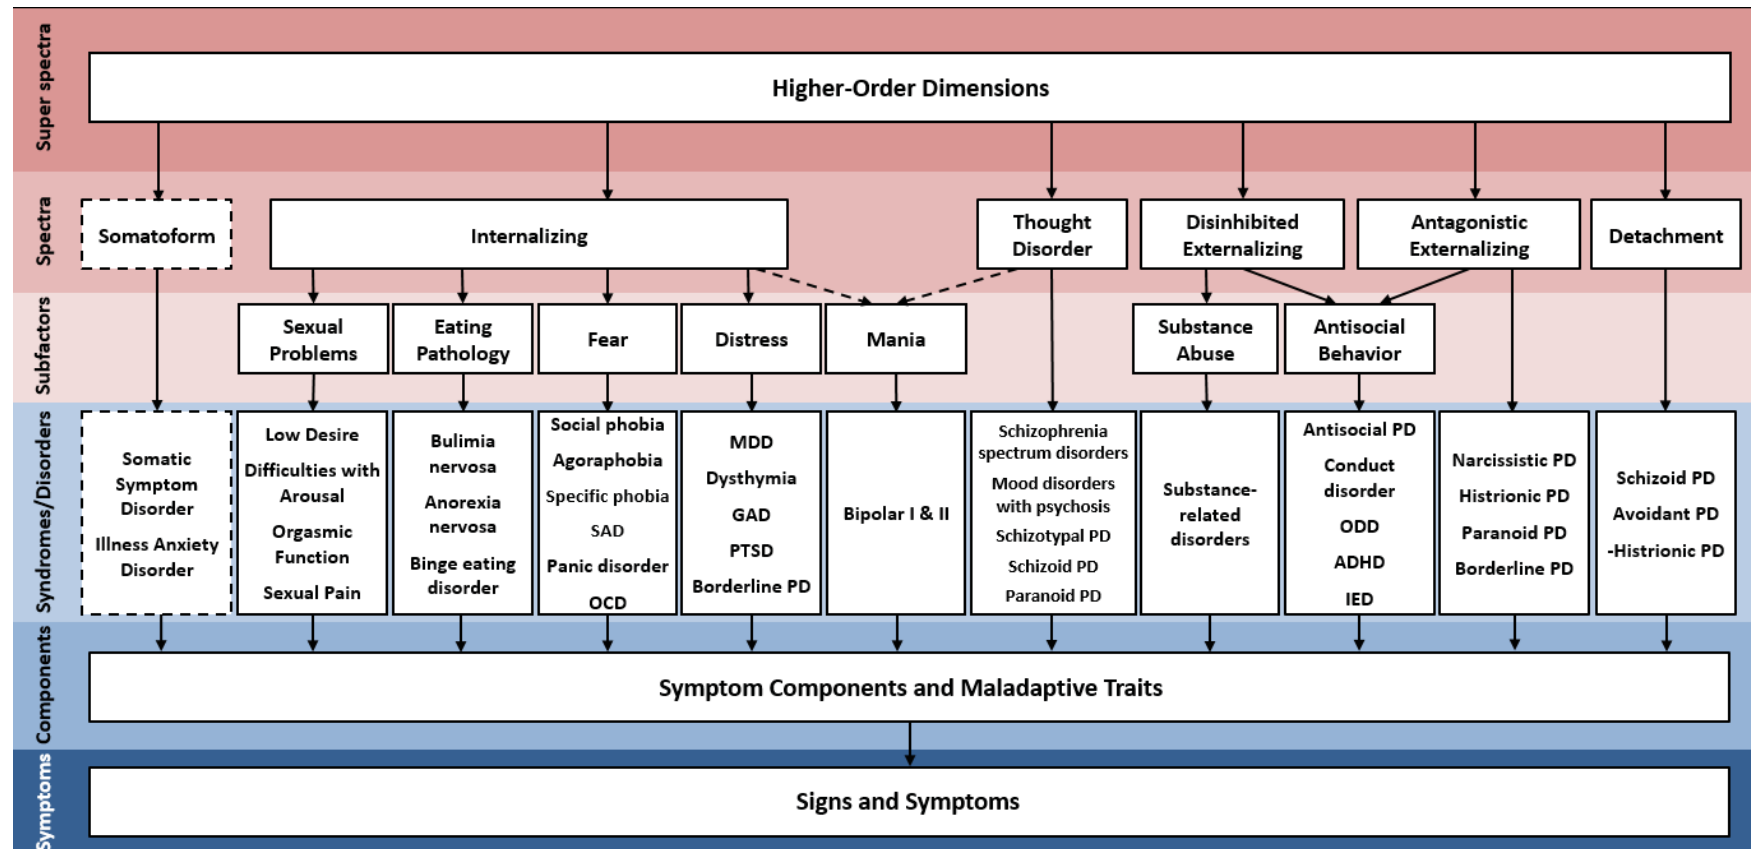 Super spectra
Higher-Order Dimensions
Spectra
Somatoform
Internalizing
Thought
Disorder
Disinhibited
Externalizing
Antagonistic
Externalizing
Detachment
Subfactors
Sexual
Problems
Eating
Pathology
Fear
Distress
Mania
Substance
Abuse
Antisocial
Behavior
Syndromes/Disorders
Somatic
Symptom
Disorder
Illness Anxiety
Disorder
Low Desire
Difficulties with
Arousal
Orgasmic
Function
Sexual Pain
Bulimia
nervosa
Anorexia
nervosa
Binge eating
disorder
Social phobia
Agoraphobia
Specific phobia
SAD
Panic disorder
OCD
MDD
Dysthymia
GAD
PTSD
Borderline PD
Bipolar I & II
Schizophrenia
spectrum disorders
Mood disorders
with psychosis
Schizotypal PD
Schizoid PD
Paranoid PD
Substance-
related
disorders
Antisocial PD
Conduct
disorder
ODD
ADHD
IED
Narcissistic PD
Histrionic PD
Paranoid PD
Borderline PD
Schizoid PD
Avoidant PD
-Histrionic PD
Components
Symptom Components and Maladaptive Traits
Symptoms
Signs and Symptoms